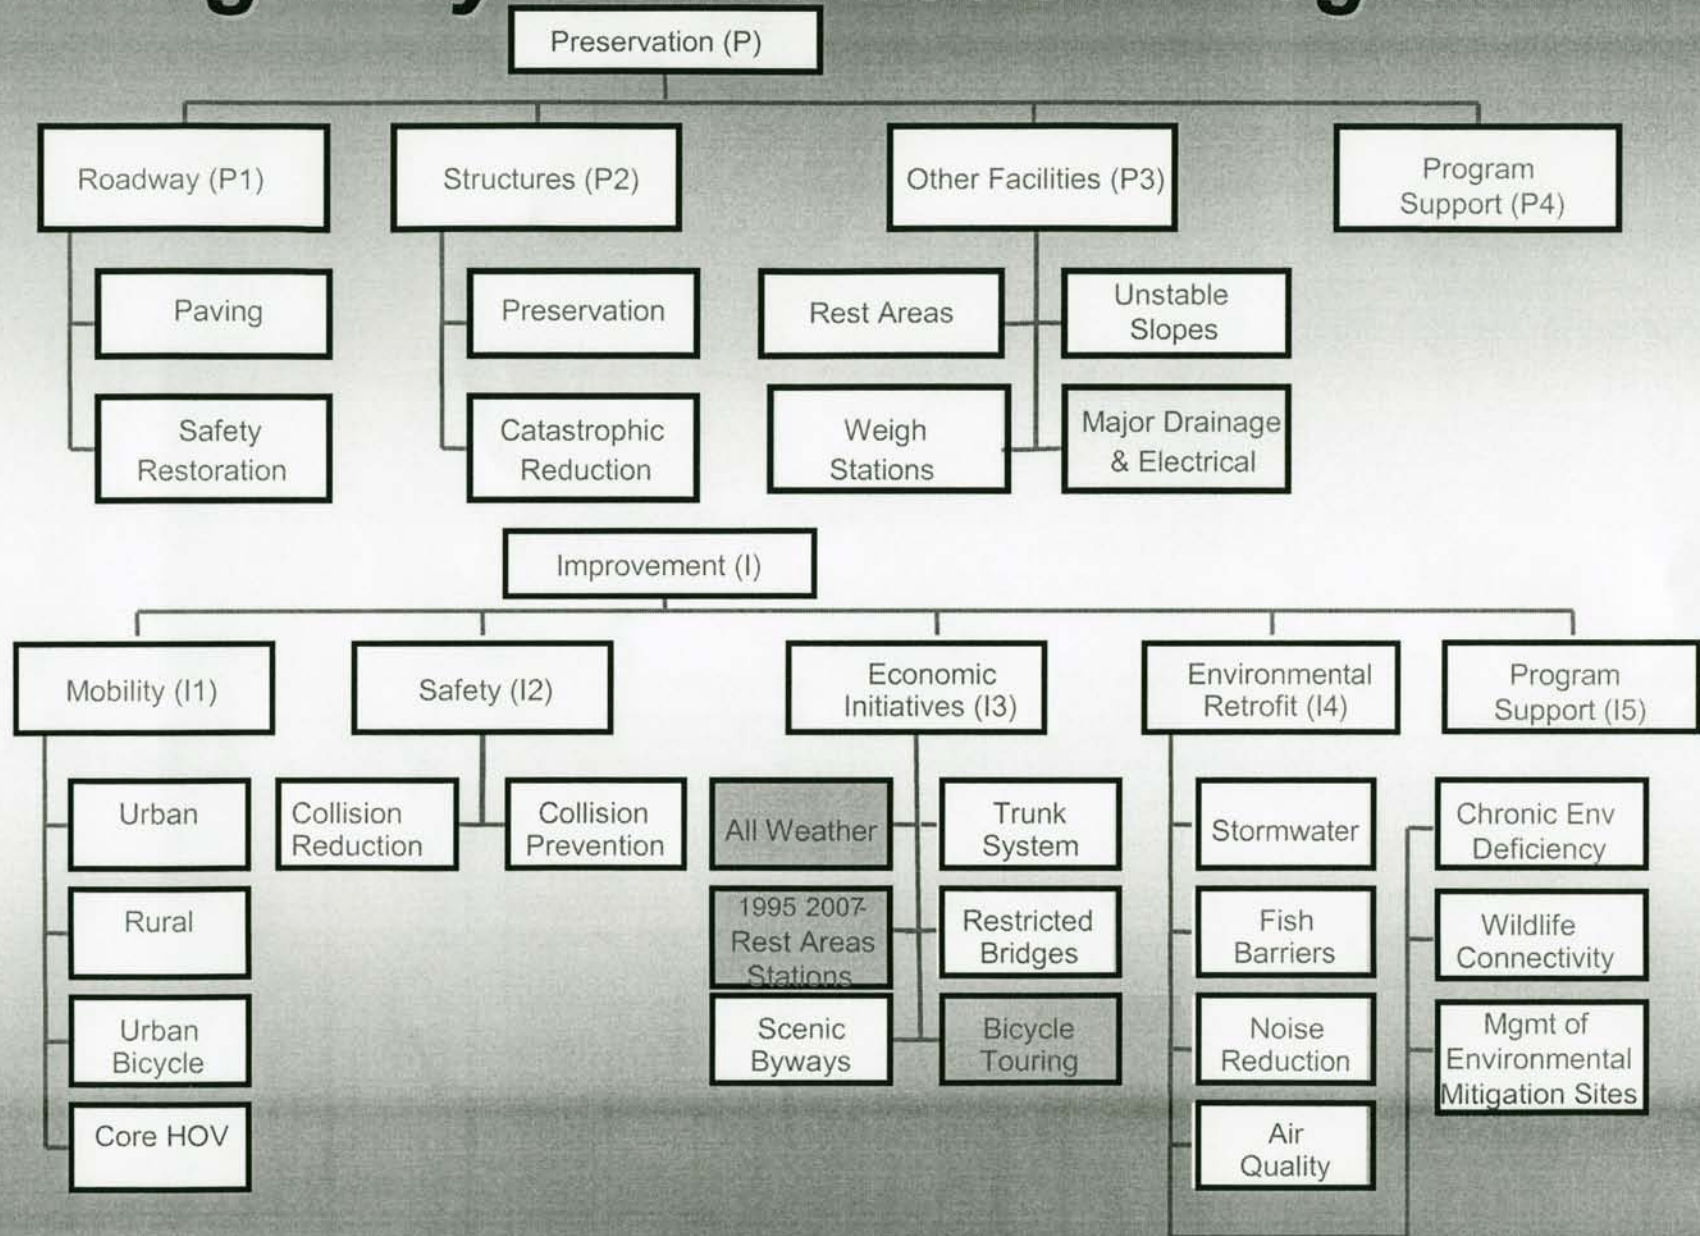 Preservation (P)
Roadway (P1)
Structures (P2)
Other Facilities (P3)
Program
Support (P4)
Paving
Preservation
Rest Areas
Unstable
Slopes
Safety
Restoration
Catastrophic
Reduction
Weigh
Stations
Major Drainage
& Electrical
Improvement (I)
Mobility (I1)
Safety (I2)
Economic
Initiatives (I3)
Environmental
Retrofit (I4)
Program
Support (I5)
Urban
Rural
Urban
Bicycle
Core HOV
Collision
Reduction
Collision
Prevention
All Weather
Trunk
System
1995 2007-
Rest Areas
Stations
Restricted
Bridges
Scenic
Byways
Bicycle
Touring
Stormwater
Fish
Barriers
Noise
Reduction
Air
Quality
Chronic Env
Deficiency
Wildlife
Connectivity
Mgmt of
Environmental
Mitigation Sites